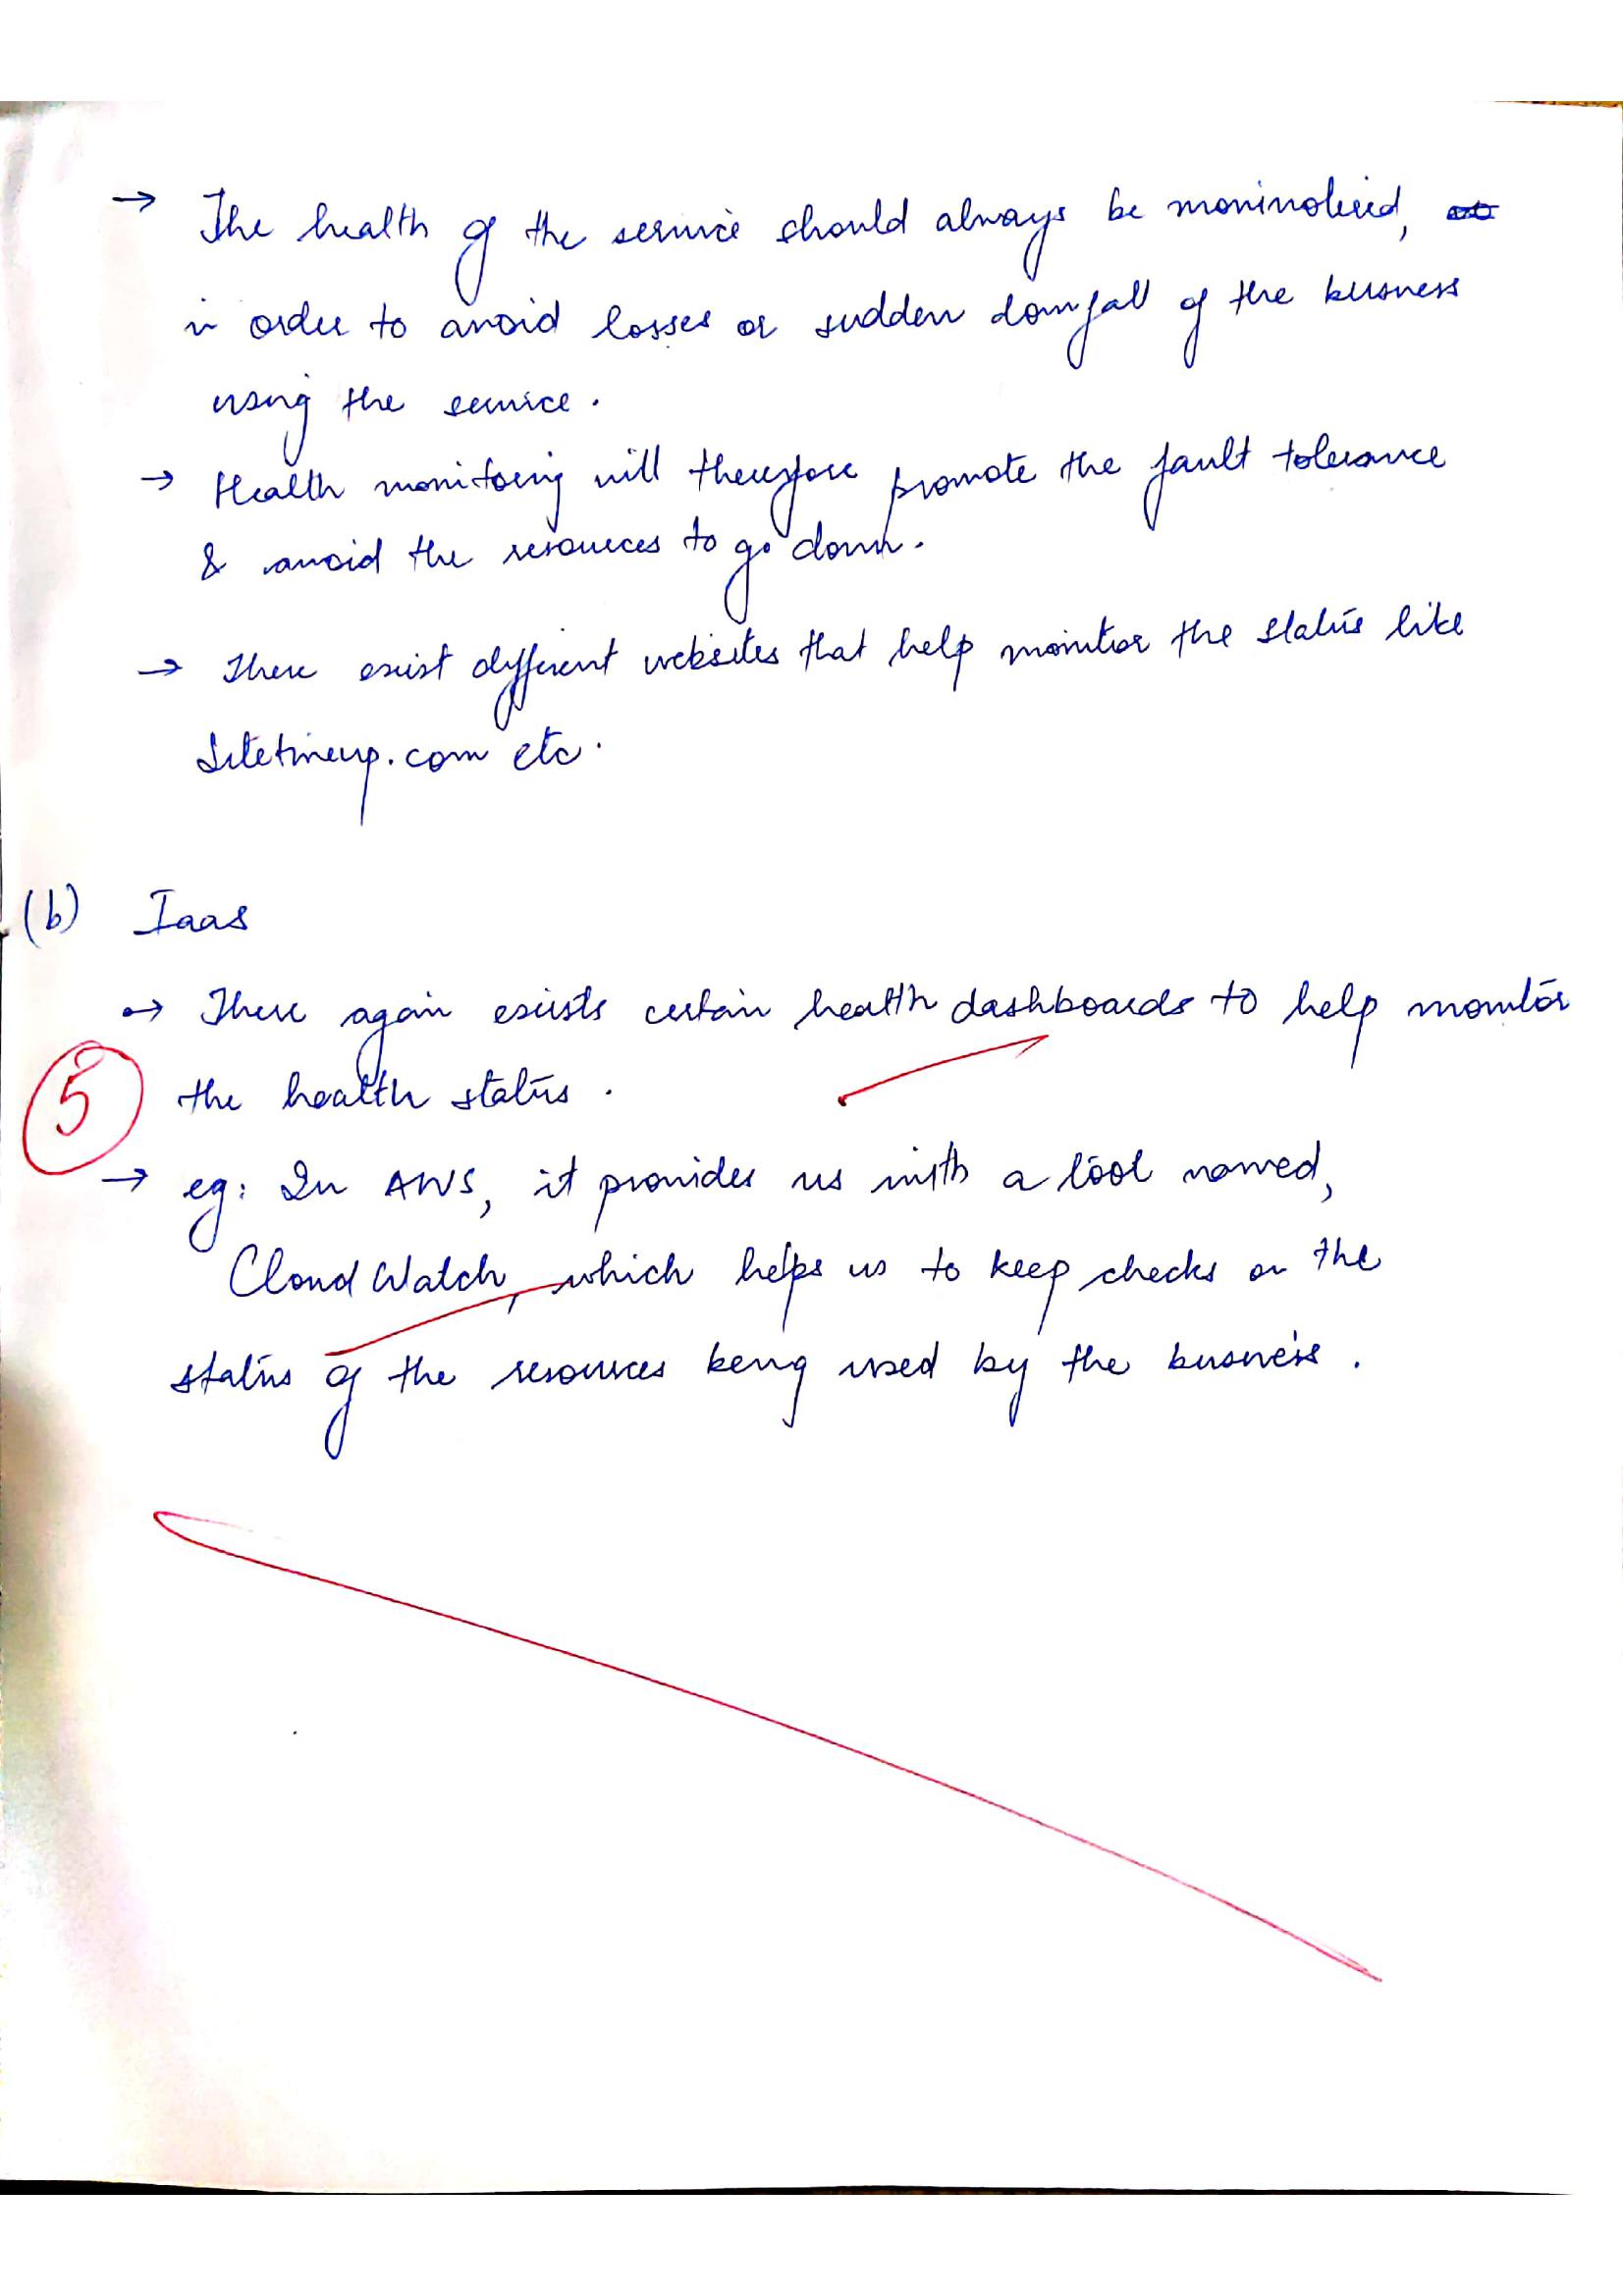 → The health of the service should always be moninotered,
in order to avoid losses or sudden downfall of the business
using the service.
→ Health monitoring will therefore promote the fault tolerance
& avoid the resources to go down.
→ There exist different websites that help monitor the status like
Sitetimeup.com etc.
(b) Iaas
→ There again exists certain health dashboards to help monitor
5 the health status.
→ eg: In AWS, it provides us with a tool named,
Cloud Watch, which helps us to keep checks on the
status of the resources being used by the business.